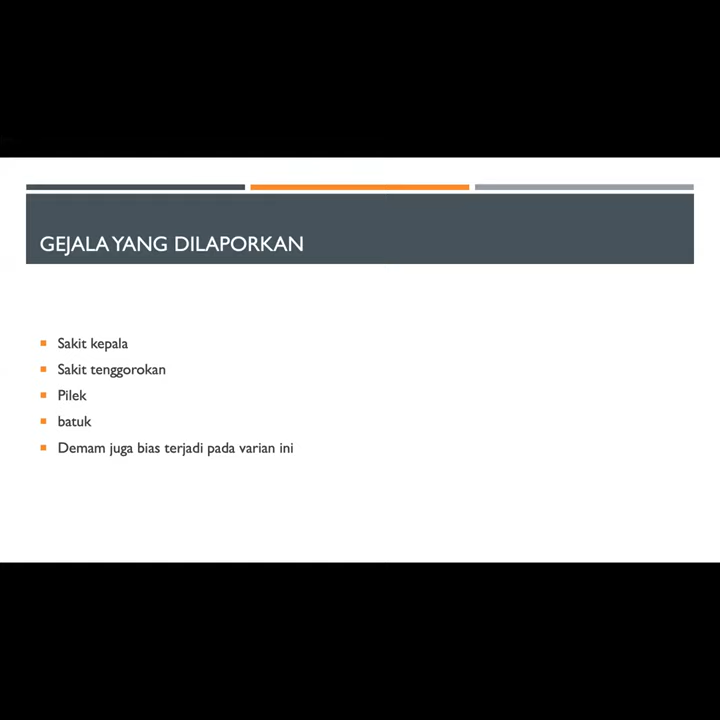 GEJALA YANG DILAPORKAN
Sakit kepala
Sakit tenggorokan
Pilek
batuk
Demam juga bias terjadi pada varian ini